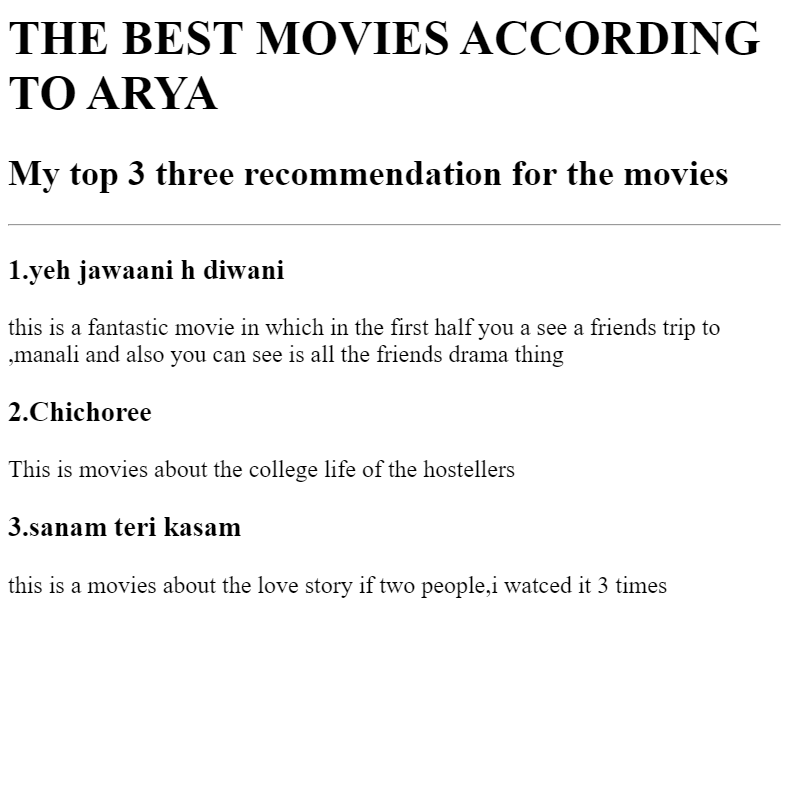 THE BEST MOVIES ACCORDING
TO ARYA
My top 3 three recommendation for the movies
1.yeh jawaani h diwani
this is a fantastic movie in which in the first half you a see a friends trip to
,manali and also you can see is all the friends drama thing
2.Chichoree
This is movies about the college life of the hostellers
3.sanam teri kasam
this is a movies about the love story if two people,i watced it 3 times